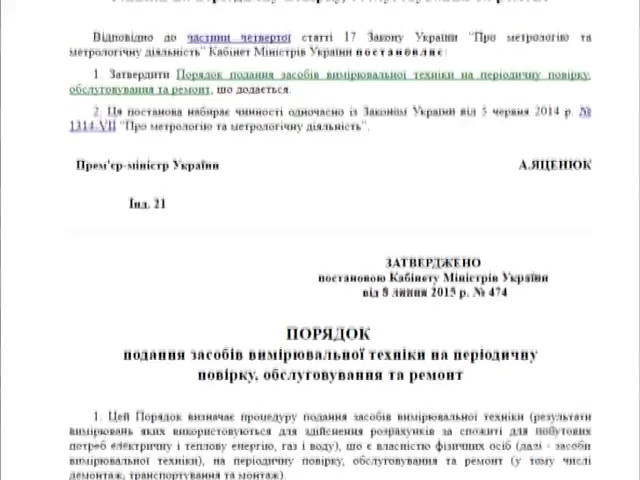 Відповідно до частини четвертої статті 17 Закону України "Про метрологію та
метрологічну діяльність" Кабінет Міністрів України постановляє:
1. Затвердити Порядок подання засобів вимірювальної техніки на періодичну повірку,
обслуговування та ремонт, що додається.
2. Ця постанова набирає чинності одночасно із Законом України від 5 червня 2014 р. №
1314-VII "Про метрологію та метрологічну діяльність".
Прем'єр-міністр України А.ЯЦЕНЮК
Інд. 21
ЗАТВЕРДЖЕНО
постановою Кабінету Міністрів України
від 8 липня 2015 р. № 474
ПОРЯДОК
подання засобів вимірювальної техніки на періодичну
повірку, обслуговування та ремонт
1. Цей Порядок визначає процедуру подання засобів вимірювальної техніки (результати
вимірювань яких використовуються для здійснення розрахунків за спожиті для побутових
потреб електричну і теплову енергію, газ і воду), що є власністю фізичних осіб (далі - засоби
вимірювальної техніки), на періодичну повірку, обслуговування та ремонт (у тому числі
демонтаж, транспортування та монтаж).